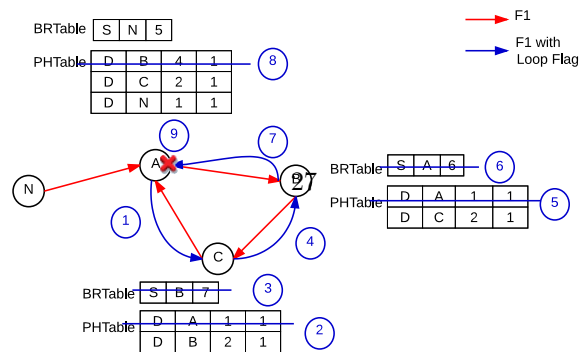 F1
F1 with
Loop Flag
BRTable S N 5
PHTable D B 4 1
D C 2 1
D N 1 1
8
9
7
A
N
27
BRTable S A 6
6
PHTable D A 1 1
D C 2 1
5
1
4
C
BRTable S B 7
3
PHTable D A 1 1
D B 2 1
2